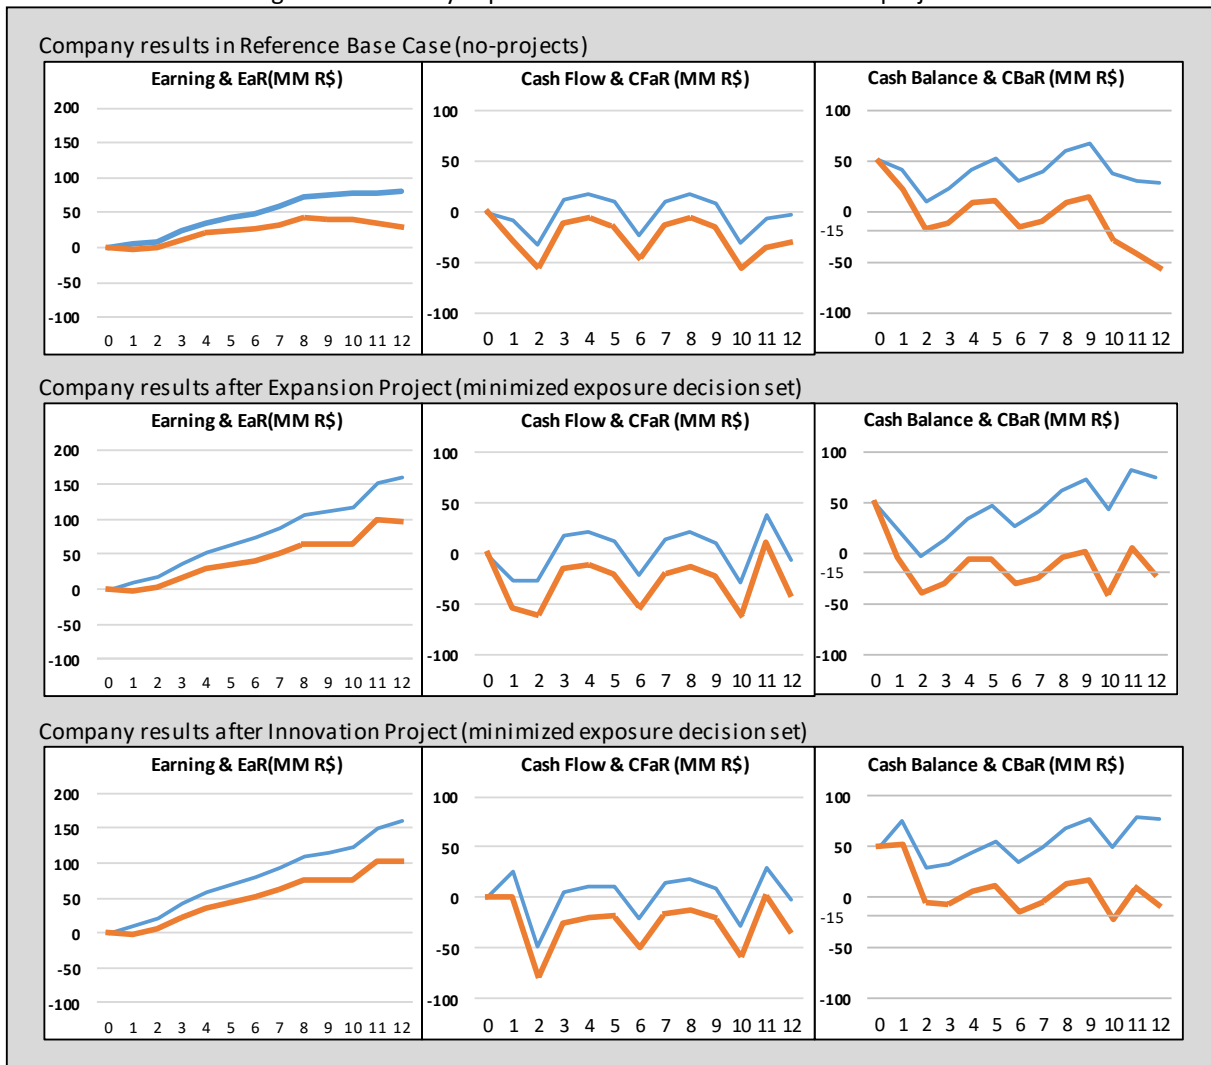 Company results in Reference Base Case (no-projects)
Earning & EaR(MM R$)
200
150
100
50
0
-50
-100
0 1 2 3 4 5 6 7 8 9 10 11 12
Cash Flow & CFaR (MM R$)
100
50
0
-50
-100
0 1 2 3 4 5 6 7 8 9 10 11 12
Cash Balance & CBaR (MM R$)
100
50
0
-15
-50
-100
0 1 2 3 4 5 6 7 8 9 10 11 12
Company results after Expansion Project (minimized exposure decision set)
Earning & EaR(MM R$)
200
150
100
50
0
-50
-100
0 1 2 3 4 5 6 7 8 9 10 11 12
Cash Flow & CFaR (MM R$)
100
50
0
-50
-100
0 1 2 3 4 5 6 7 8 9 10 11 12
Cash Balance & CBaR (MM R$)
100
50
0
-15
-50
-100
0 1 2 3 4 5 6 7 8 9 10 11 12
Company results after Innovation Project (minimized exposure decision set)
Earning & EaR(MM R$)
200
150
100
50
0
-50
-100
0 1 2 3 4 5 6 7 8 9 10 11 12
Cash Flow & CFaR (MM R$)
100
50
0
-50
-100
0 1 2 3 4 5 6 7 8 9 10 11 12
Cash Balance & CBaR (MM R$)
100
50
0
-15
-50
-100
0 1 2 3 4 5 6 7 8 9 10 11 12